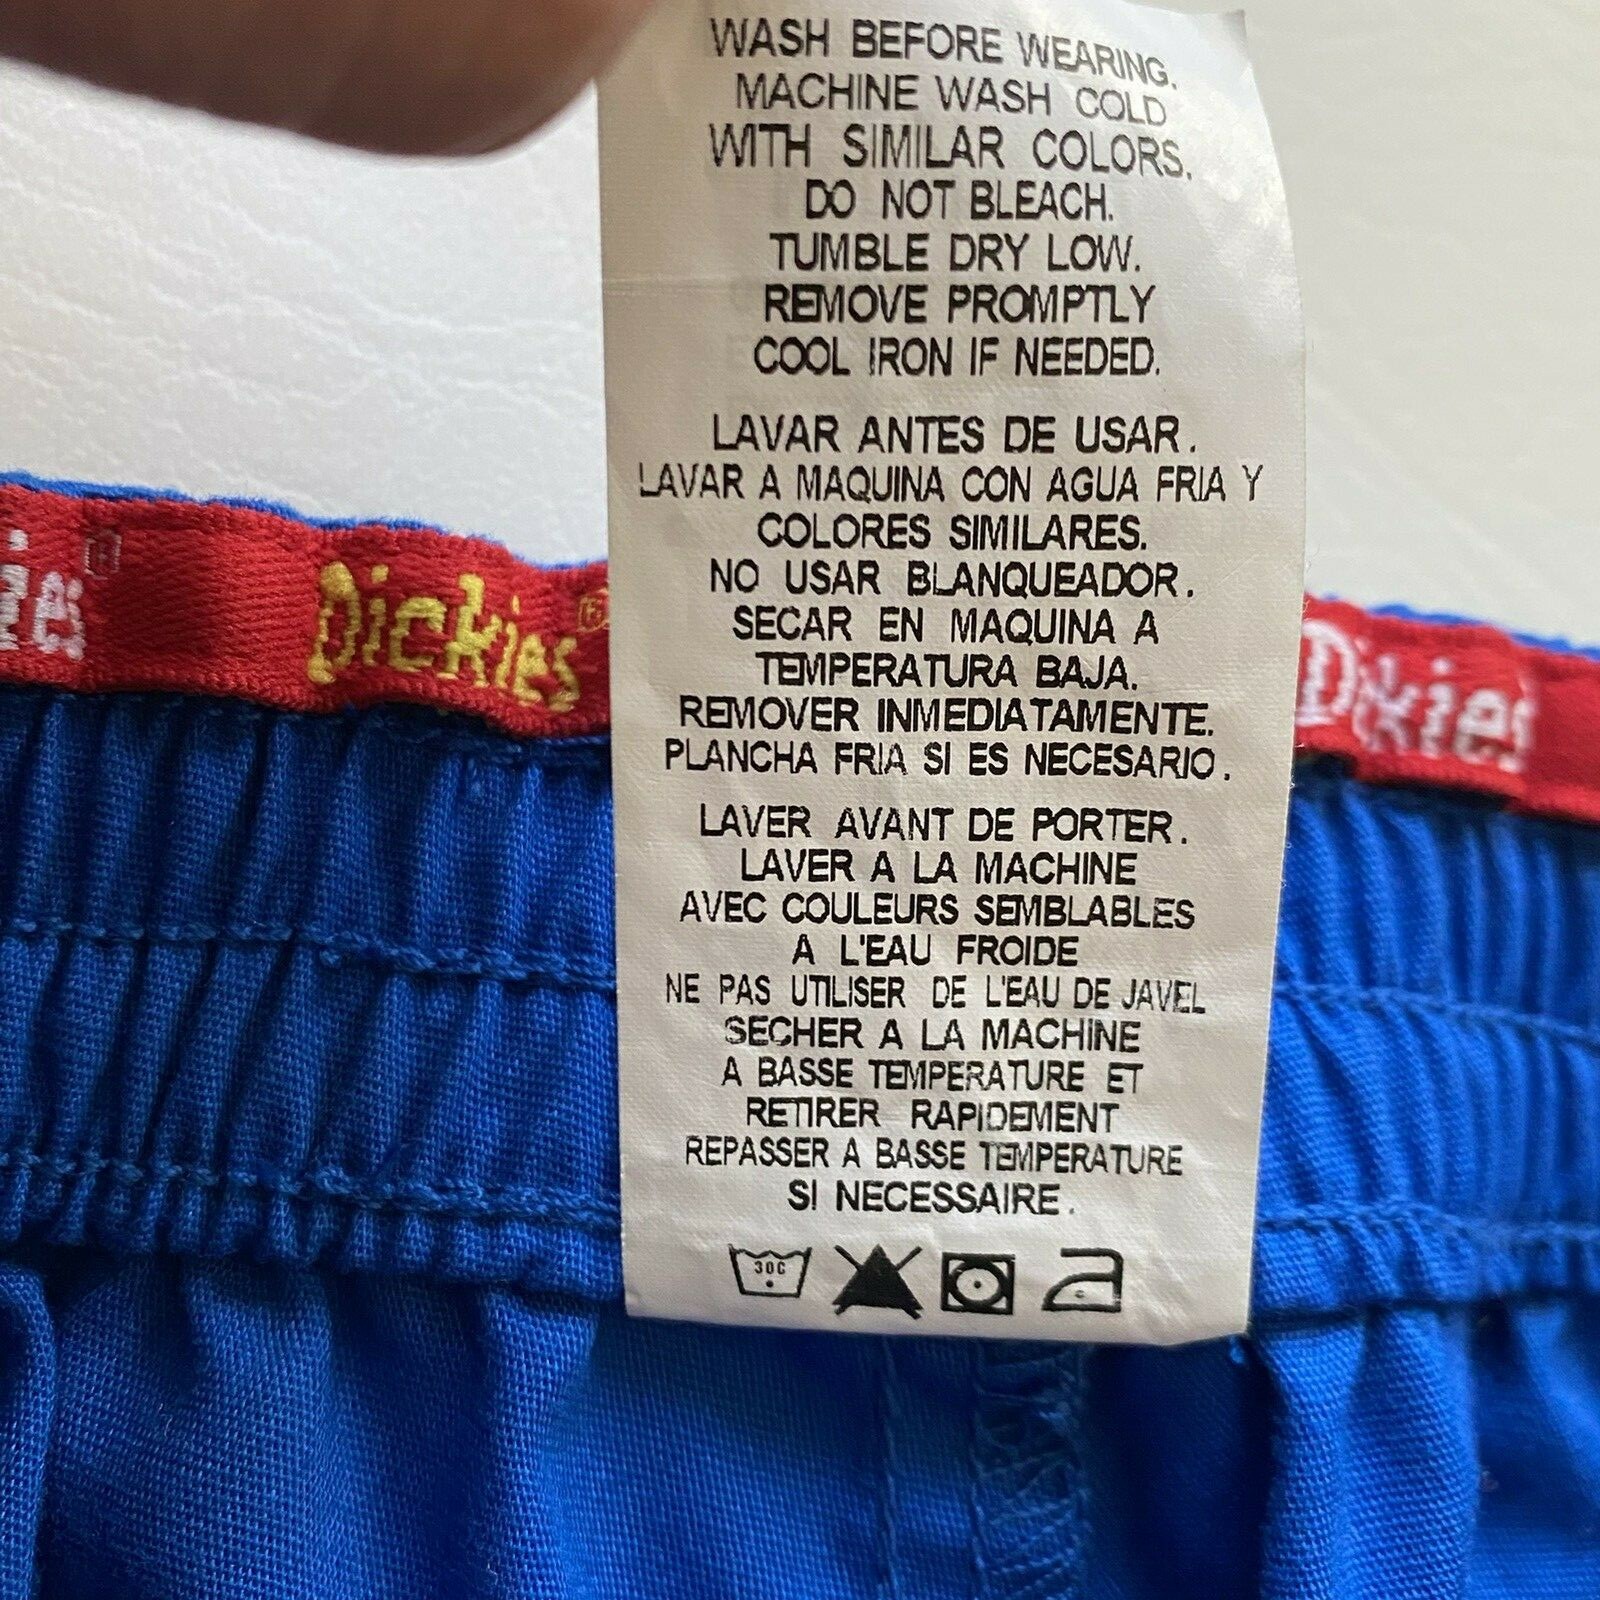 WASH BEFORE WEARING.
MACHINE WASH COLD
WITH SIMILAR COLORS.
DO NOT BLEACH.
TUMBLE DRY LOW.
REMOVE PROMPTLY
COOL IRON IF NEEDED.
LAVAR ANTES DE USAR.
LAVAR A MAQUINA CON AGUA FRIA Y
COLORES SIMILARES.
NO USAR BLANQUEADOR.
SECAR EN MAQUINA A
TEMPERATURA BAJA.
REMOVER INMEDIATAMENTE.
PLANCHA FRIA SI ES NECESARIO.
LAVER AVANT DE PORTER.
LAVER A LA MACHINE
AVEC COULEURS SEMBLABLES
A L'EAU FROIDE
NE PAS UTILISER DE L'EAU DE JAVEL
SECHER A LA MACHINE
A BASSE TEMPERATURE ET
RETIRER RAPIDEMENT
REPASSER A BASSE TEMPERATURE
SI NECESSAIRE.
30C
kies®
Dickies®
Dickies